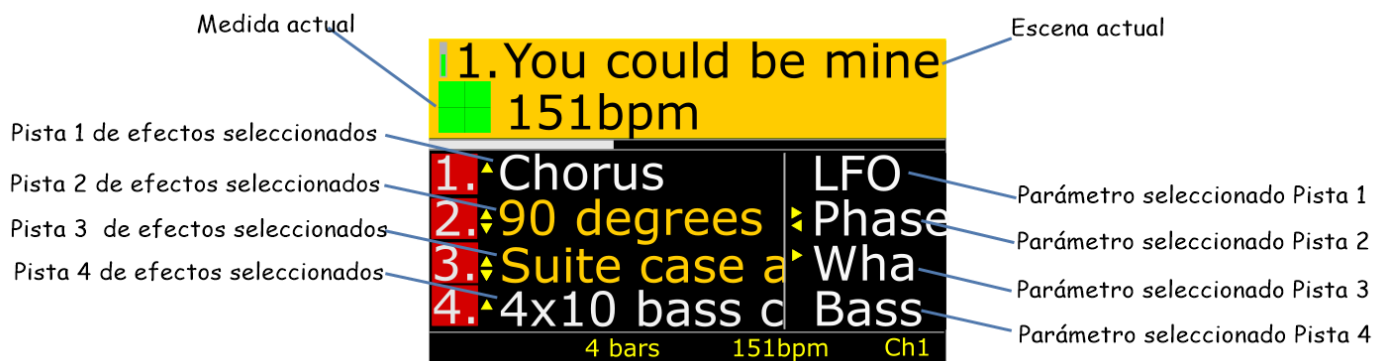 Medida actual
Escena actual
1.You could be mine
151bpm
Pista 1 de efectos seleccionados
1. Chorus LFO
Parámetro seleccionado Pista 1
Pista 2 de efectos seleccionados
2. 90 degrees Phase
Parámetro seleccionado Pista 2
Pista 3 de efectos seleccionados
3. Suite case a Wha
Parámetro seleccionado Pista 3
Pista 4 de efectos seleccionados
4. 4x10 bass c Bass
Parámetro seleccionado Pista 4
4 bars 151bpm Ch1